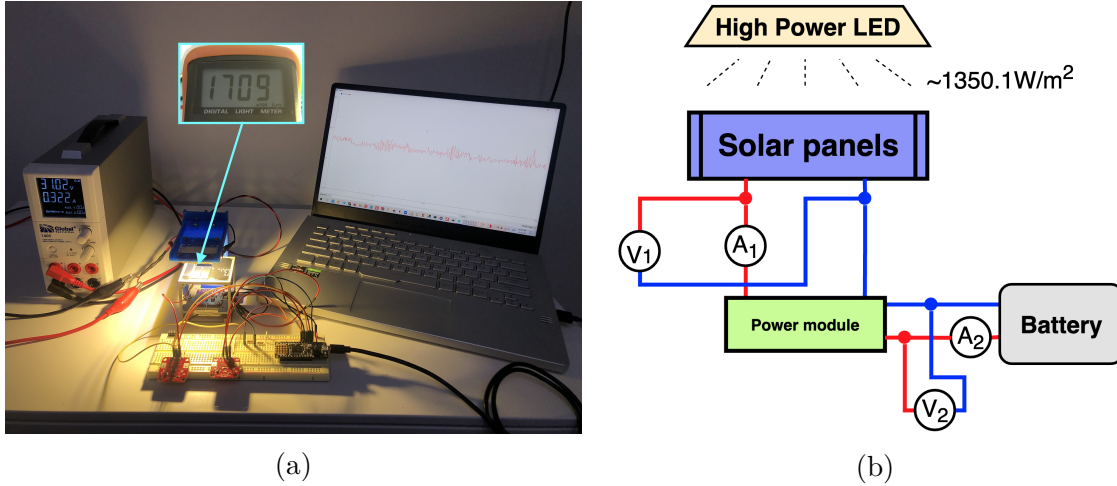 1709
DIGITAL LIGHT METER
31.02 V
0.322 A
Global
(a)
High Power LED
~1350.1W/m²
Solar panels
V₁
A₁
Power module
A₂
Battery
V₂
(b)